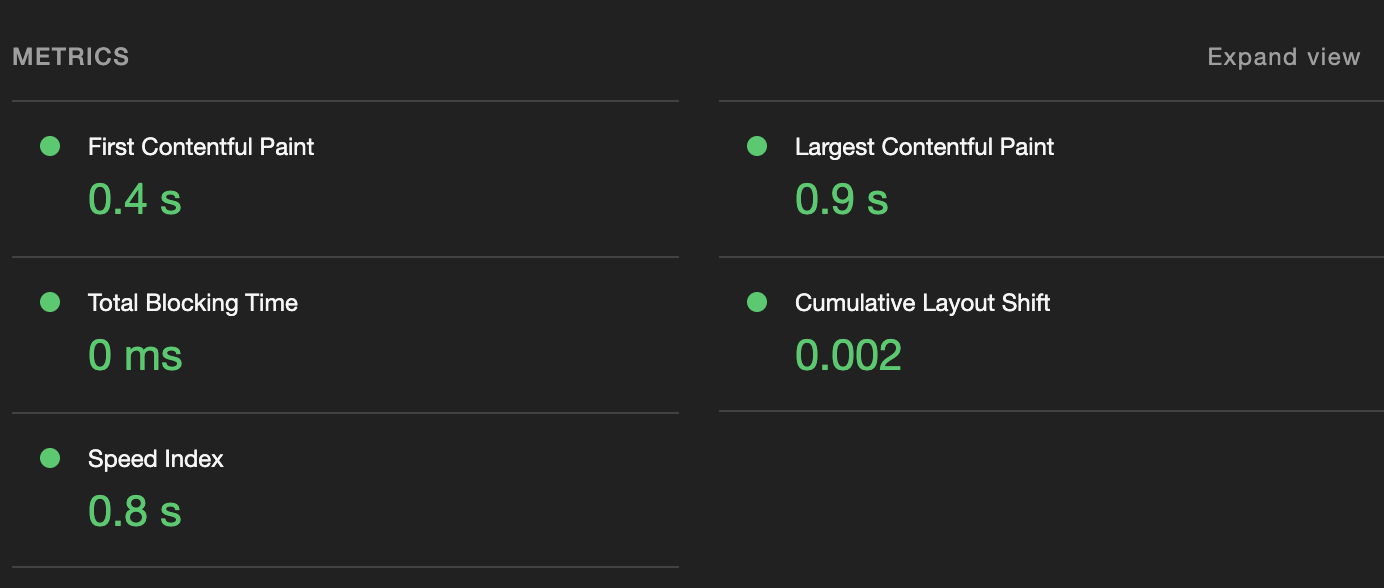 METRICS
Expand view
First Contentful Paint
0.4 s
Largest Contentful Paint
0.9 s
Total Blocking Time
0 ms
Cumulative Layout Shift
0.002
Speed Index
0.8 s